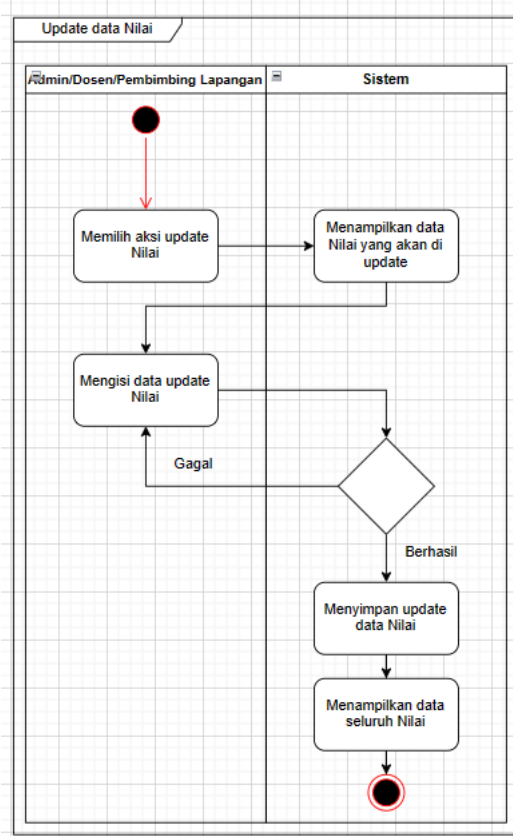 Update data Nilai
Admin/Dosen/Pembimbing Lapangan
Sistem
Memilih aksi update
Nilai
Menampilkan data
Nilai yang akan di
update
Mengisi data update
Nilai
Gagal
Berhasil
Menyimpan update
data Nilai
Menampilkan data
seluruh Nilai